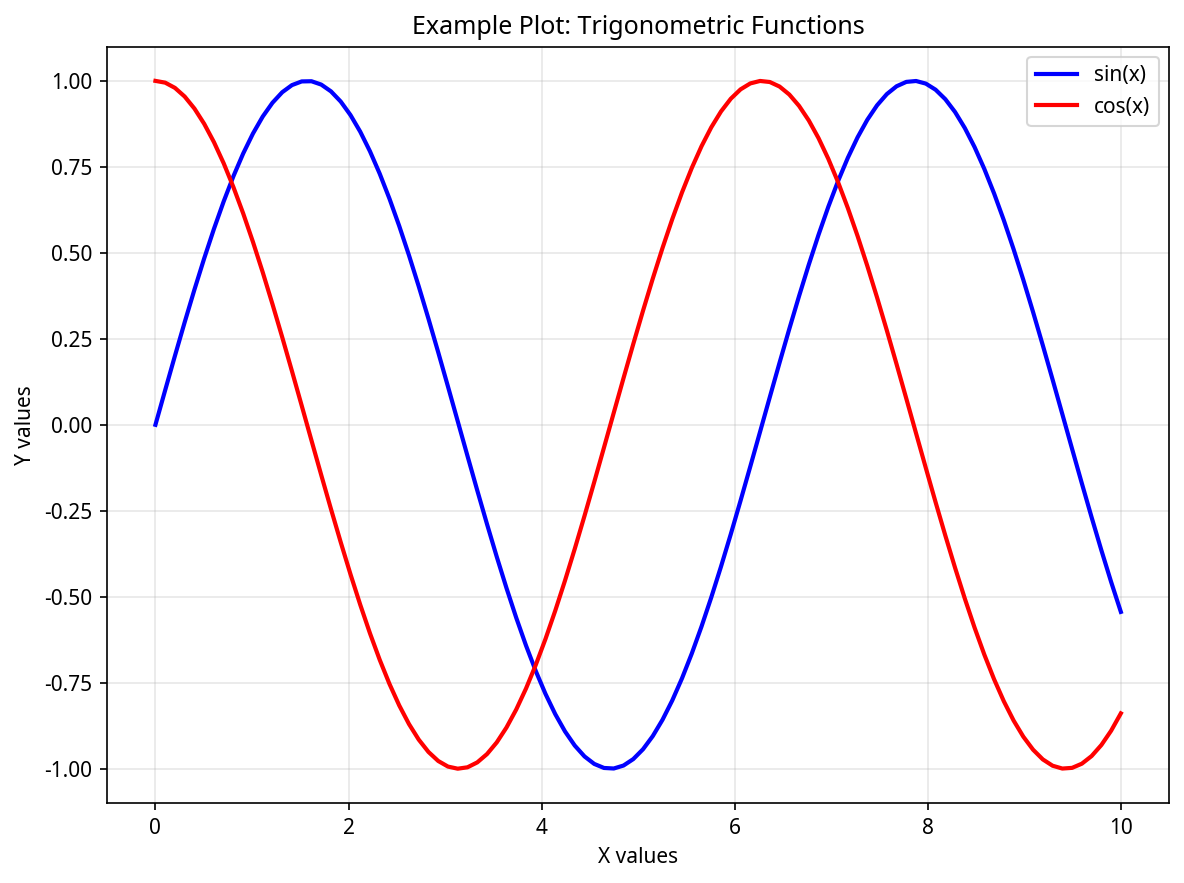 Example Plot: Trigonometric Functions
sin(x)
cos(x)
1.00
0.75
0.50
0.25
0.00
-0.25
-0.50
-0.75
-1.00
Y values
0 2 4 6 8 10
X values